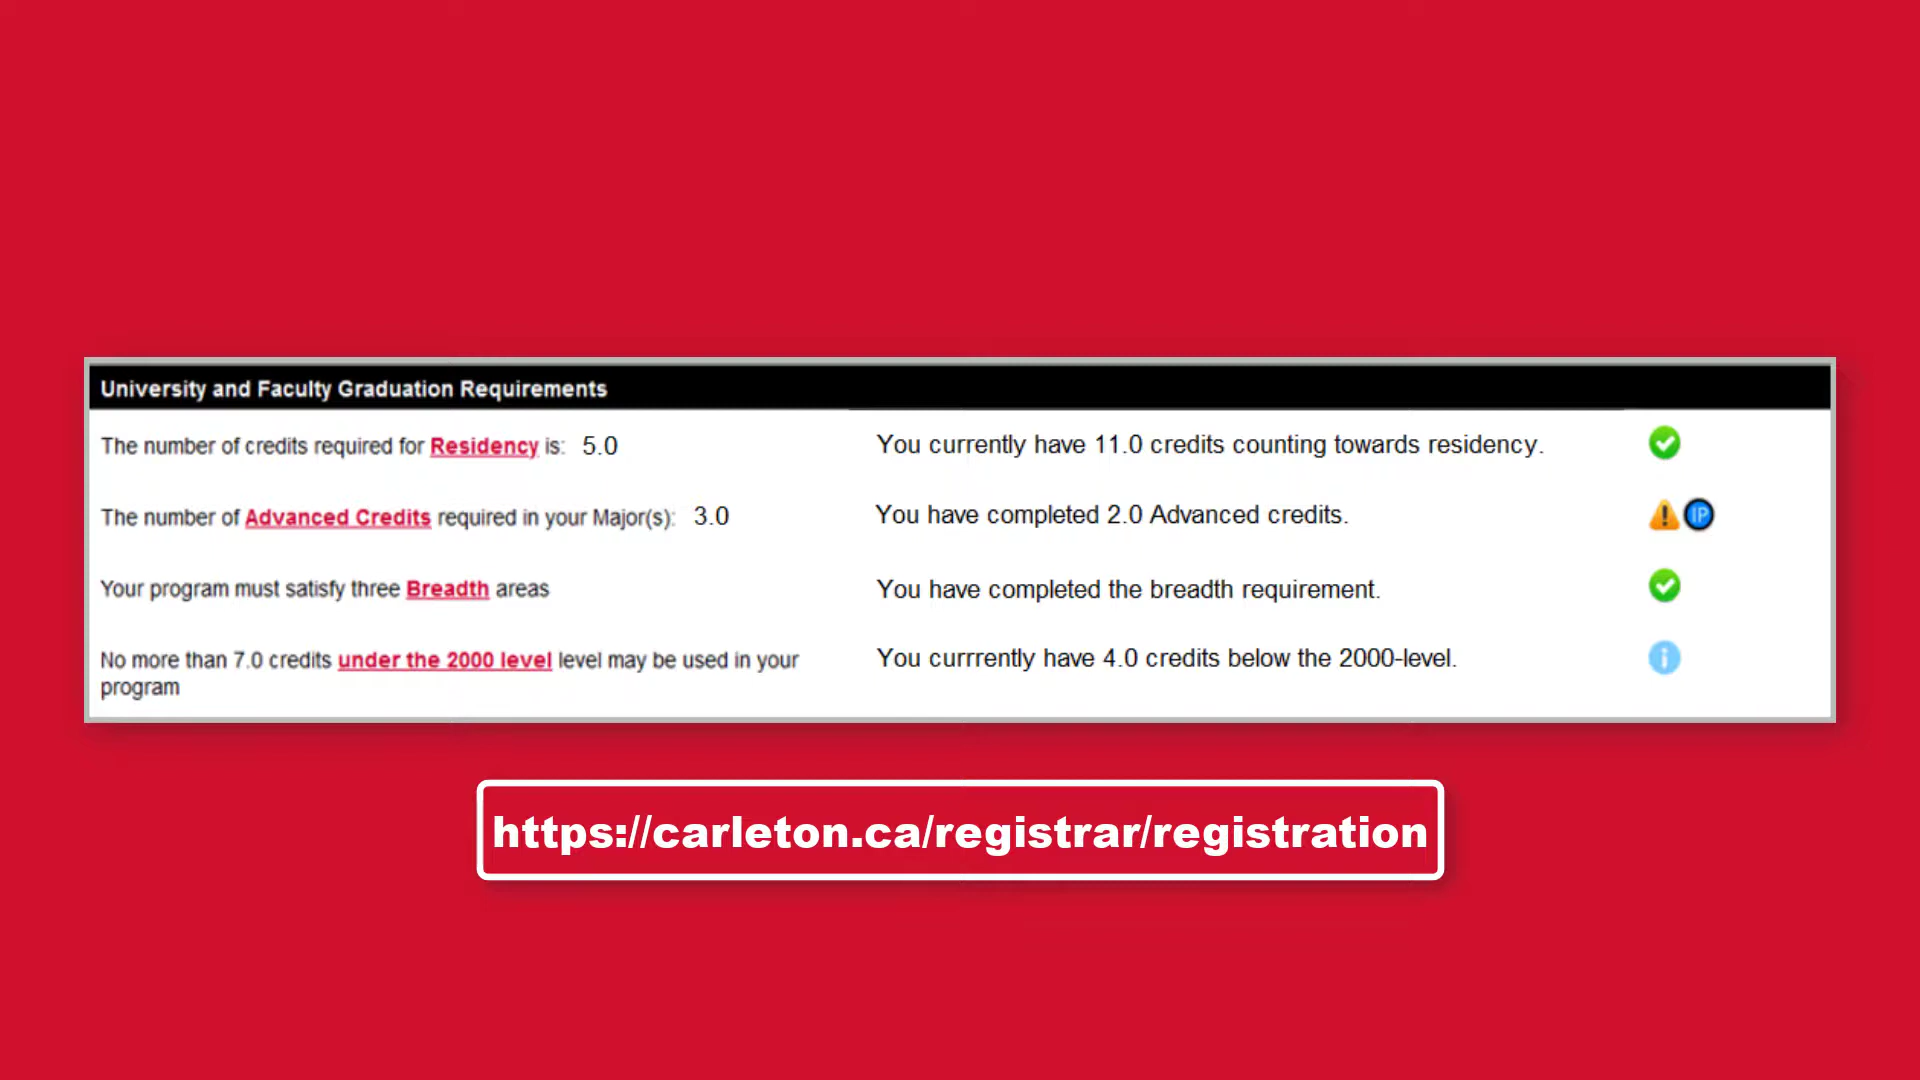 University and Faculty Graduation Requirements
The number of credits required for Residency is: 5.0
You currently have 11.0 credits counting towards residency.
The number of Advanced Credits required in your Major(s): 3.0
You have completed 2.0 Advanced credits.
IP
Your program must satisfy three Breadth areas
You have completed the breadth requirement.
No more than 7.0 credits under the 2000 level level may be used in your
program
You currrently have 4.0 credits below the 2000-level.
https://carleton.ca/registrar/registration